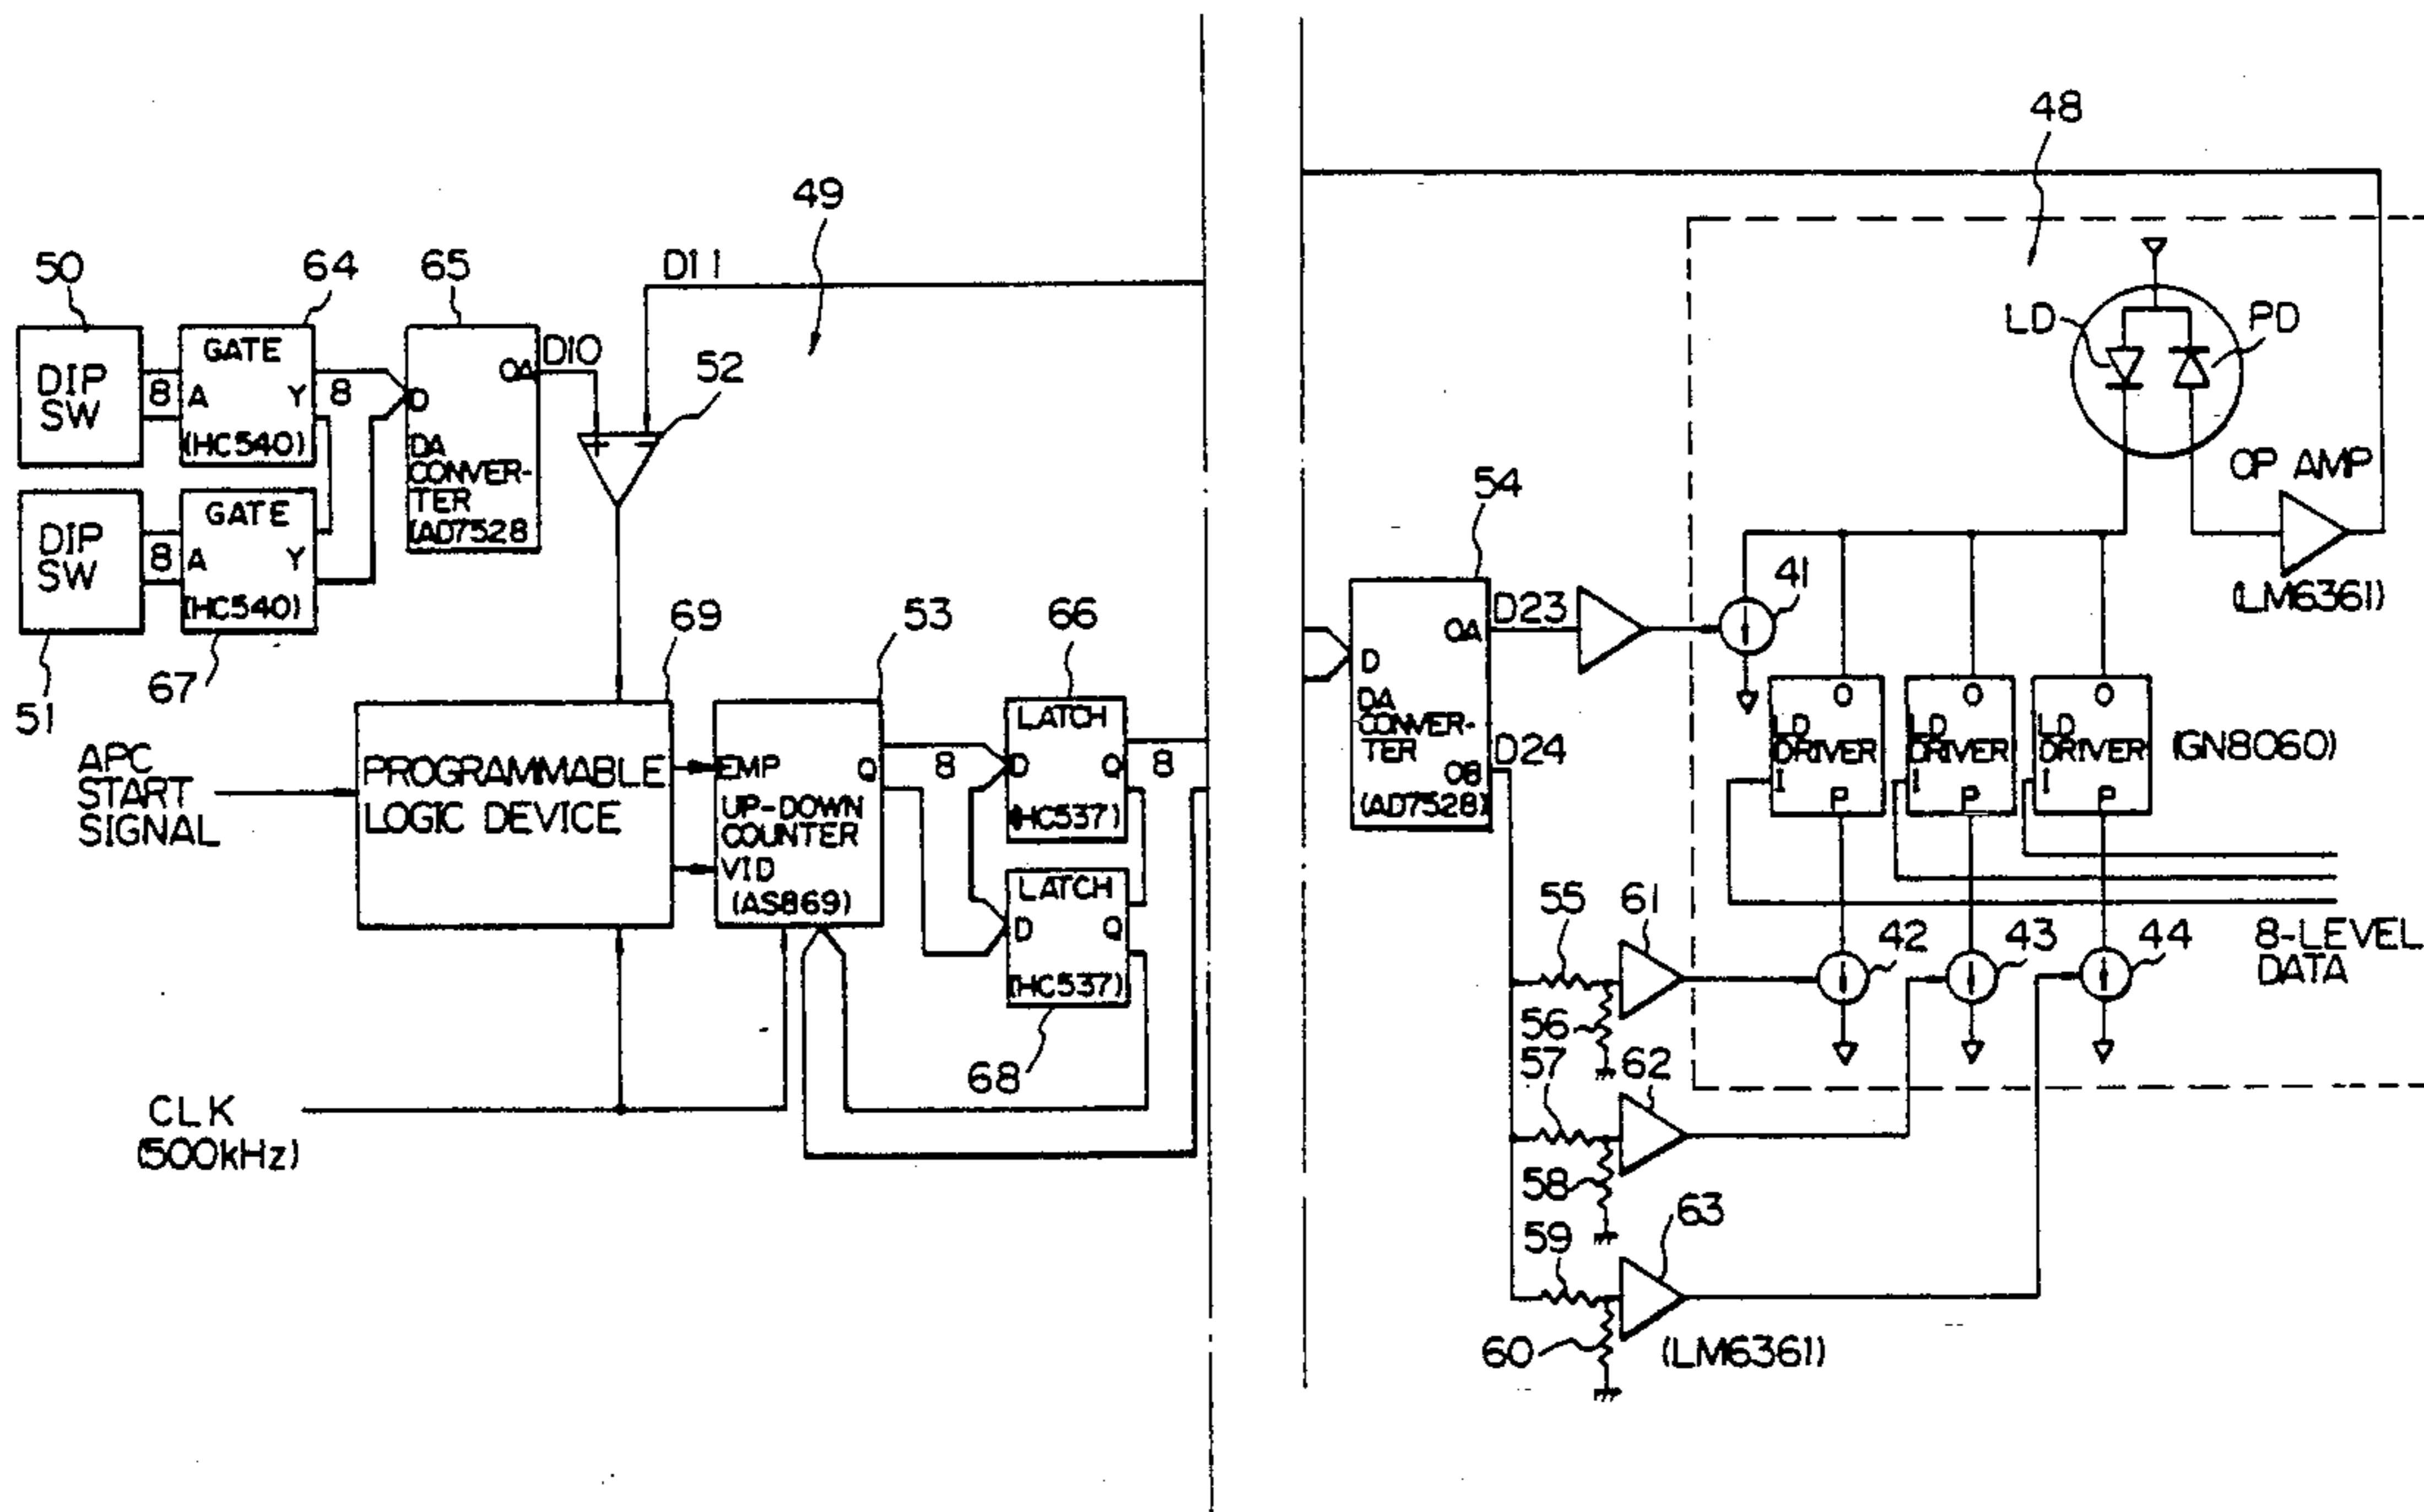 48
49
50
64
65
D11
DIP
SW
8
GATE
A
Y
(HC540)
8
D
OA
DA
CONVER-
TER
(AD7528
D10
+
−
52
LD
PD
OP AMP
(LM6361)
DIP
SW
8
GATE
A
Y
(HC540)
51
67
69
53
66
54
APC
START
SIGNAL
PROGRAMMABLE
LOGIC DEVICE
EMP
Q
UP-DOWN
COUNTER
VID
(AS869)
8
LATCH
D
Q
(HC537)
8
LATCH
D
Q
(HC537)
68
CLK
(500kHz)
D
OA
DA
CONVER-
TER
OB
(AD7528)
D23
D24
41
O
LD
DRIVER
I
P
O
LD
DRIVER
I
P
O
LD
DRIVER
I
P
(GN8060)
8-LEVEL
DATA
42
43
44
55
61
56
57
62
58
59
63
60
(LM6361)